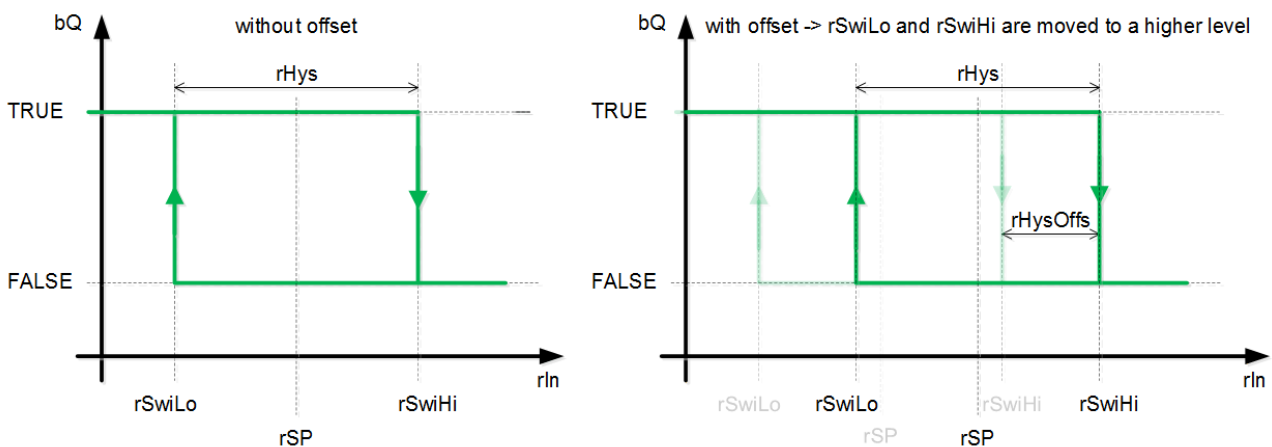 bQ
without offset
rHys
TRUE
FALSE
rIn
rSwiLo
rSwiHi
rSP
bQ
with offset -> rSwiLo and rSwiHi are moved to a higher level
rHys
TRUE
rHysOffs
FALSE
rIn
rSwiLo
rSwiLo
rSwiHi
rSwiHi
rSP
rSP